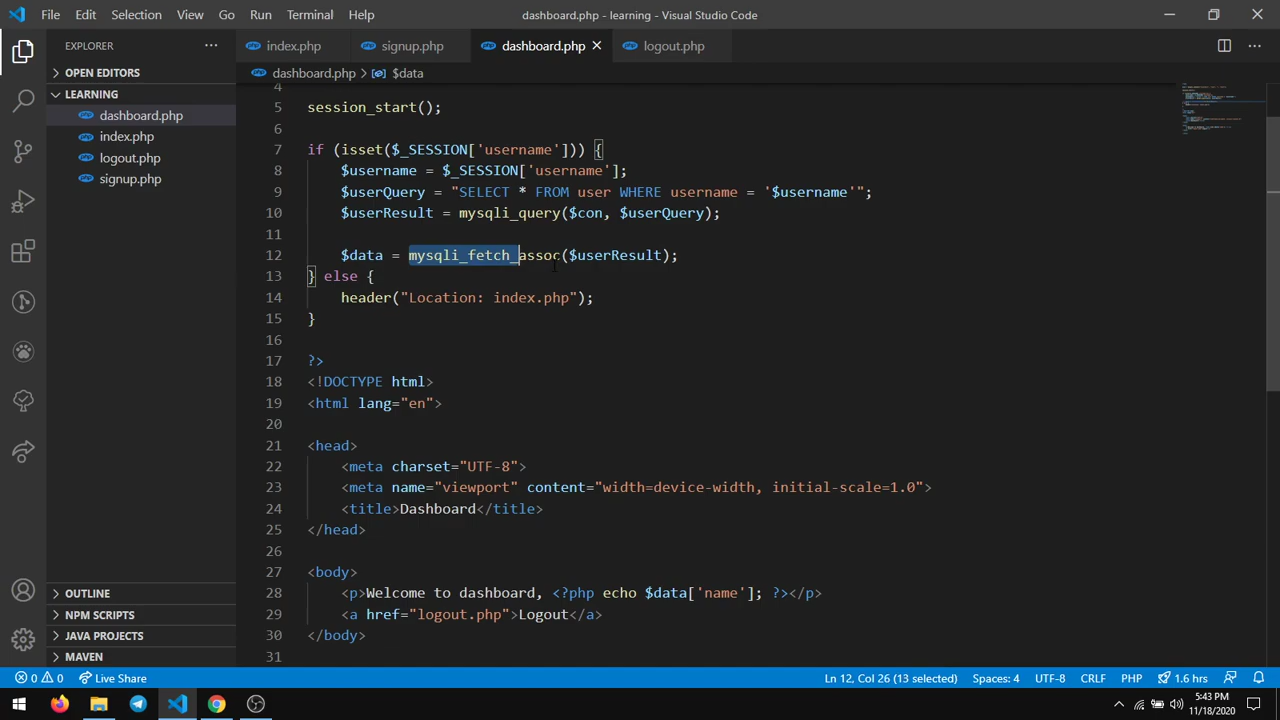 File Edit Selection View Go Run Terminal Help dashboard.php - learning - Visual Studio Code
EXPLORER ...
index.php signup.php dashboard.php logout.php
OPEN EDITORS
LEARNING
dashboard.php
index.php
logout.php
signup.php
OUTLINE
NPM SCRIPTS
JAVA PROJECTS
MAVEN
dashboard.php > $data
4
5 session_start();
6
7 if (isset($_SESSION['username'])) {
8 $username = $_SESSION['username'];
9 $userQuery = "SELECT * FROM user WHERE username = '$username'";
10 $userResult = mysqli_query($con, $userQuery);
11
12 $data = mysqli_fetch_assoc($userResult);
13 } else {
14 header("Location: index.php");
15 }
16
17 ?>
18 <!DOCTYPE html>
19 <html lang="en">
20
21 <head>
22 <meta charset="UTF-8">
23 <meta name="viewport" content="width=device-width, initial-scale=1.0">
24 <title>Dashboard</title>
25 </head>
26
27 <body>
28 <p>Welcome to dashboard, <?php echo $data['name']; ?></p>
29 <a href="logout.php">Logout</a>
30 </body>
31
0 0 Live Share Ln 12, Col 26 (13 selected) Spaces: 4 UTF-8 CRLF PHP 1.6 hrs
5:43 PM
11/18/2020